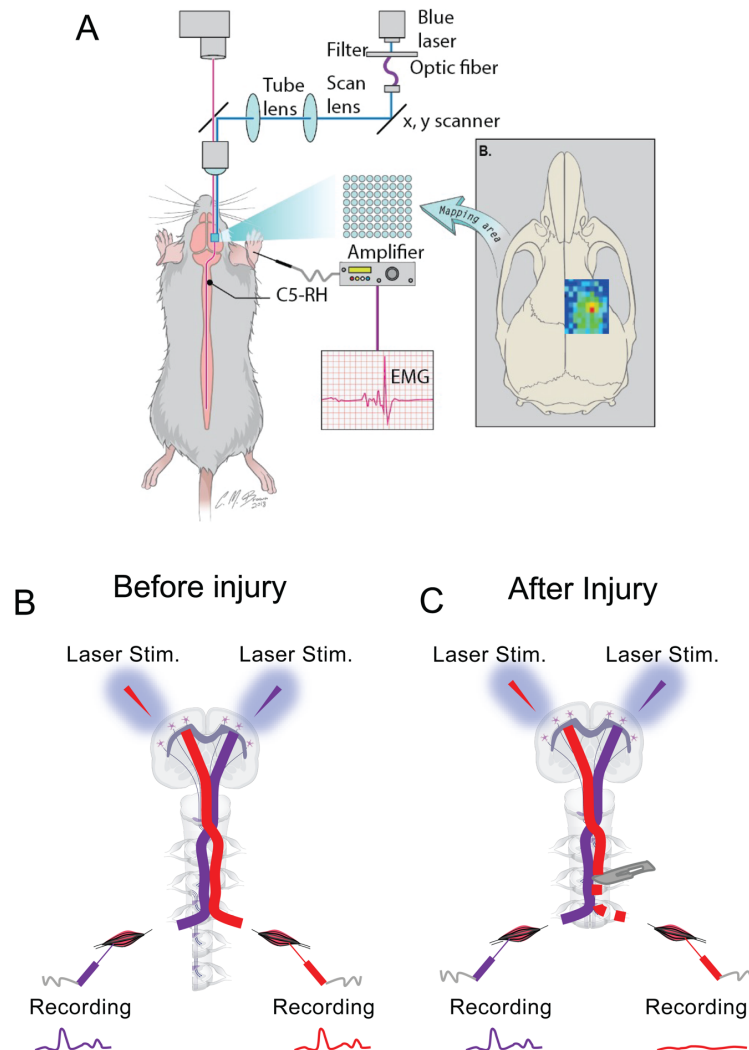 A
Blue
laser
Filter
Optic fiber
Tube
lens
Scan
lens
x, y scanner
B.
Mapping area
Amplifier
C5-RH
EMG
2018
Before injury
B
Laser Stim.
Laser Stim.
Recording
Recording
After Injury
C
Laser Stim.
Laser Stim.
Recording
Recording